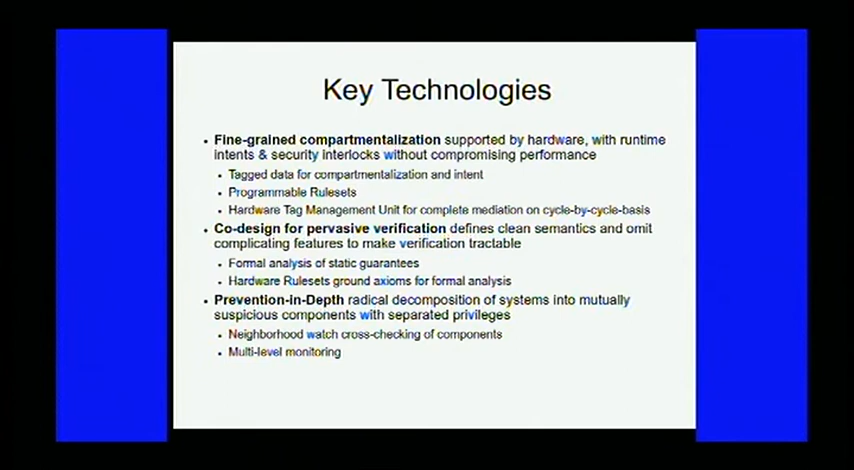 Key Technologies
• Fine-grained compartmentalization supported by hardware, with runtime
intents & security interlocks without compromising performance
• Tagged data for compartmentalization and intent
• Programmable Rulesets
• Hardware Tag Management Unit for complete mediation on cycle-by-cycle-basis
• Co-design for pervasive verification defines clean semantics and omit
complicating features to make verification tractable
• Formal analysis of static guarantees
• Hardware Rulesets ground axioms for formal analysis
• Prevention-in-Depth radical decomposition of systems into mutually
suspicious components with separated privileges
• Neighborhood watch cross-checking of components
• Multi-level monitoring